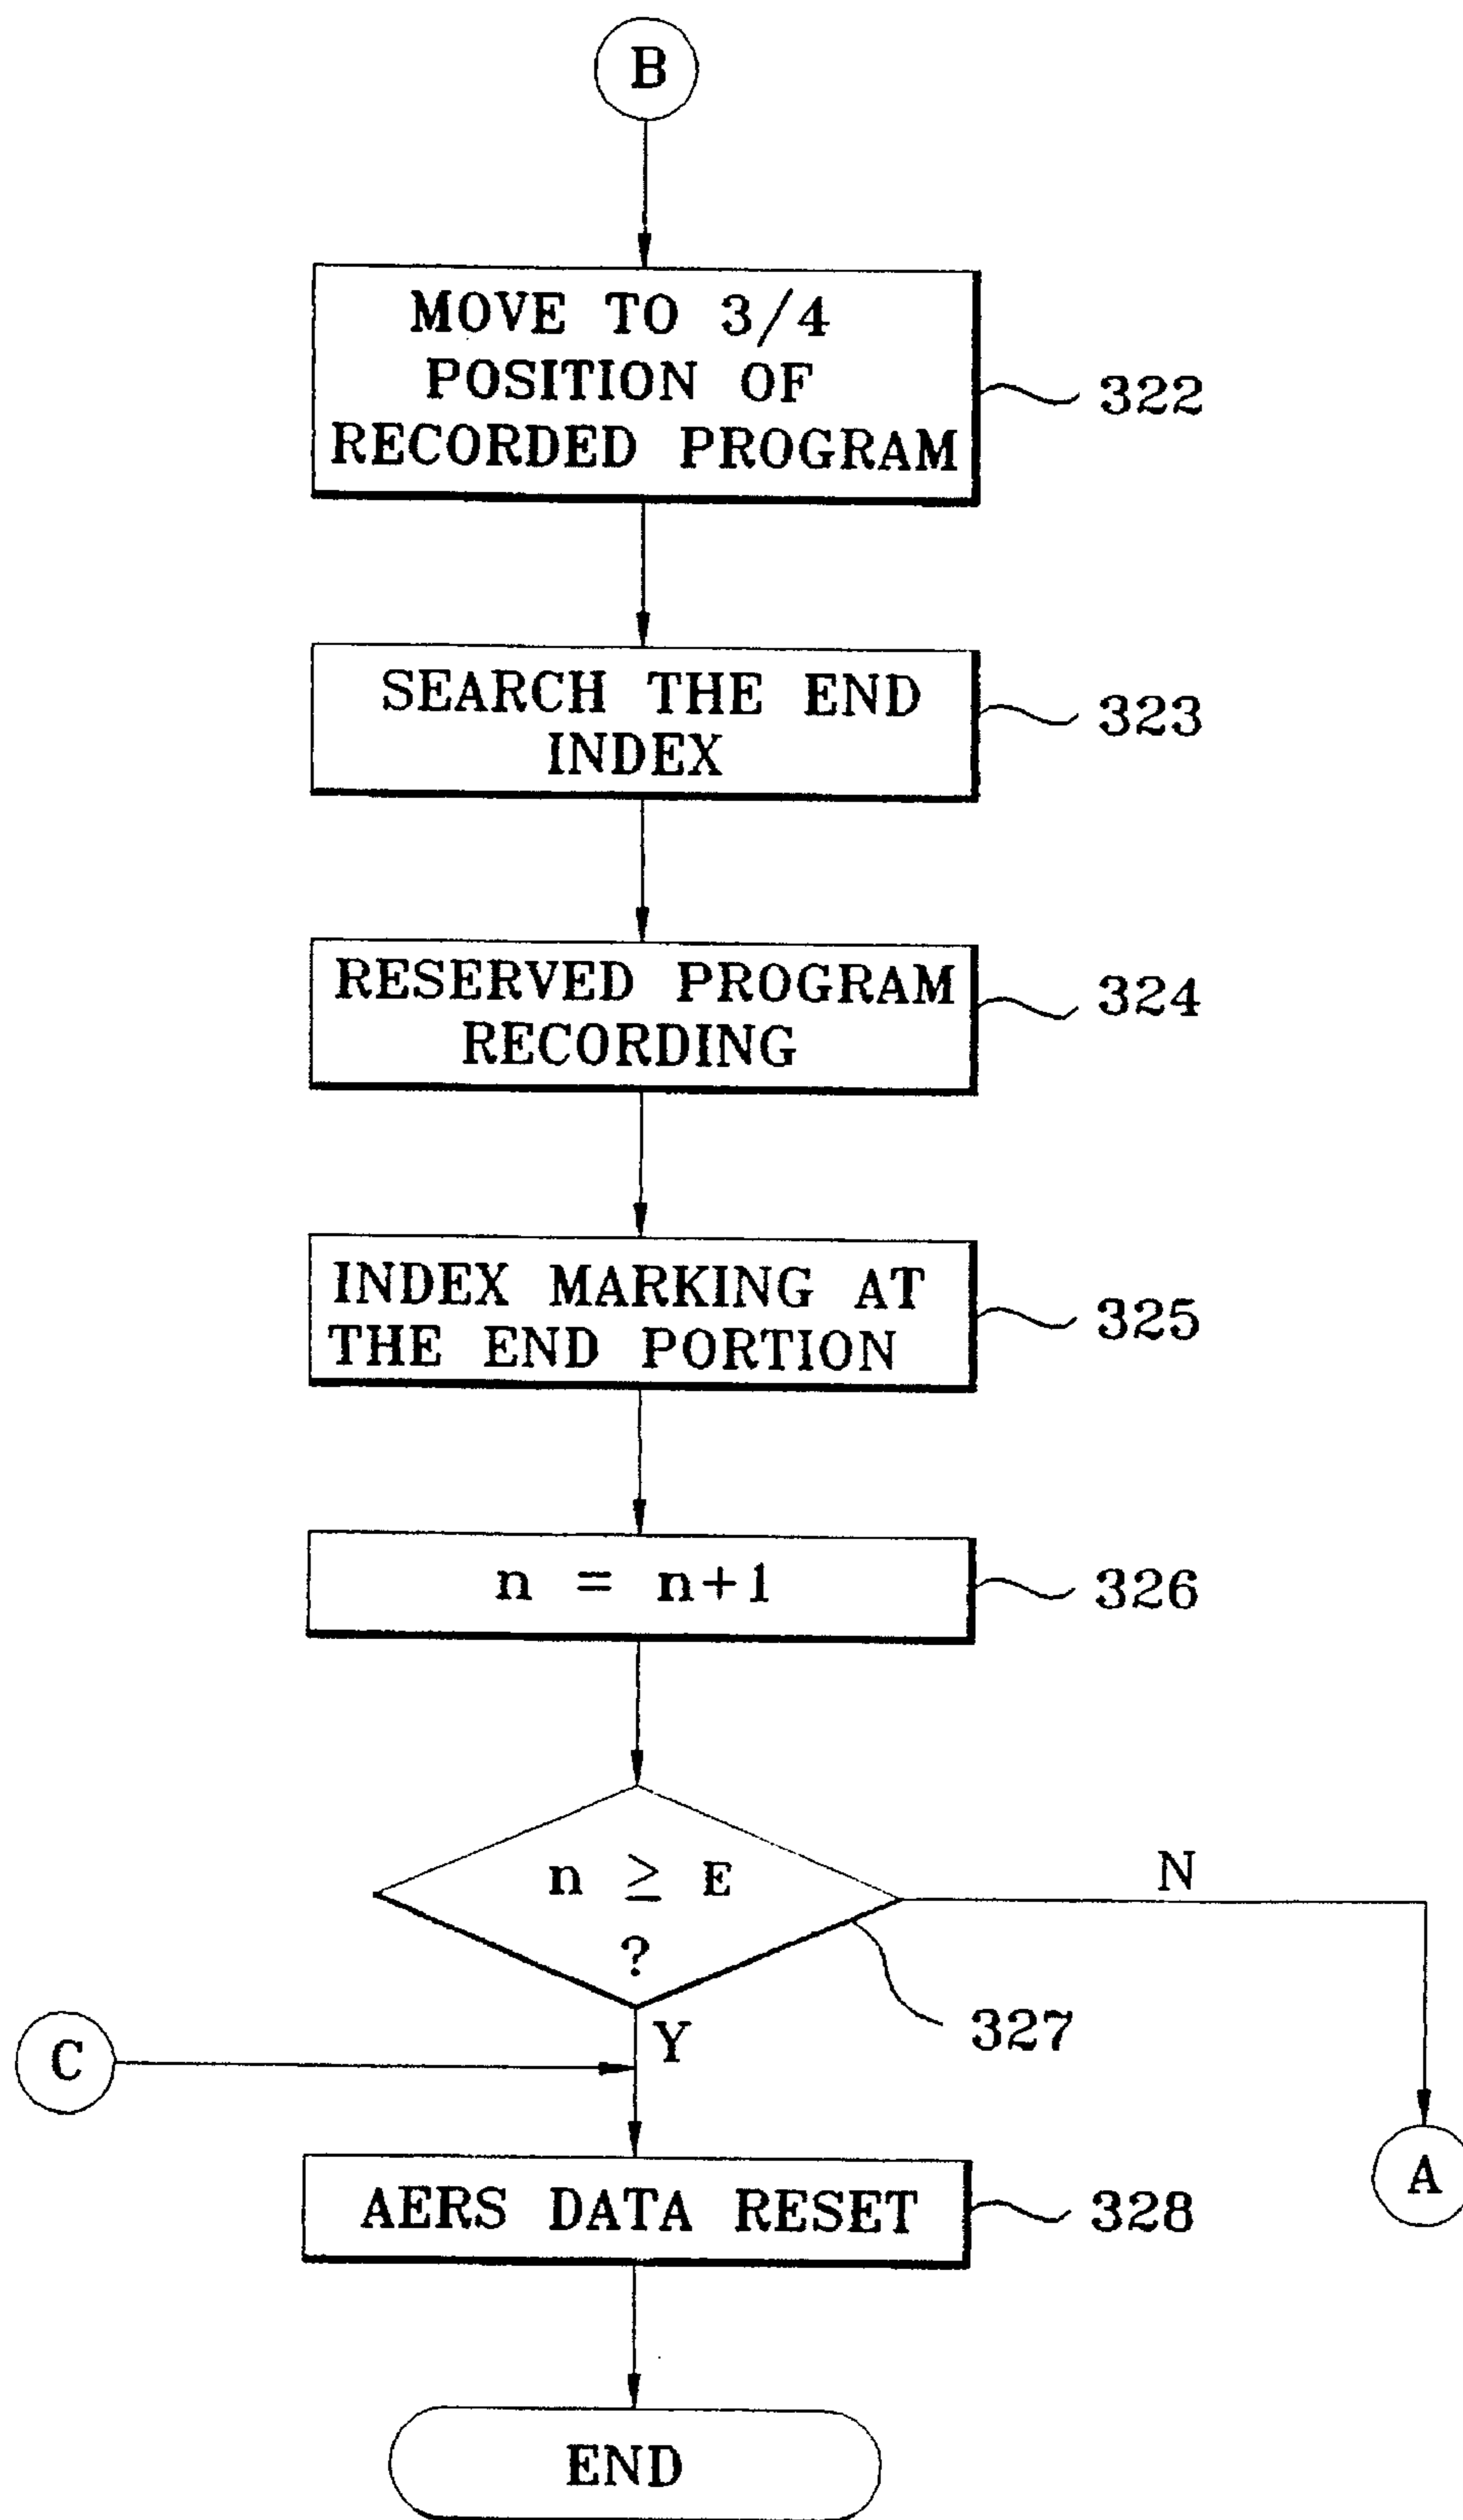 B
MOVE TO 3/4
POSITION OF
RECORDED PROGRAM
322
SEARCH THE END
INDEX
323
RESERVED PROGRAM
RECORDING
324
INDEX MARKING AT
THE END PORTION
325
n = n+1
326
n ≥ E
?
N
327
Y
C
A
AERS DATA RESET
328
END